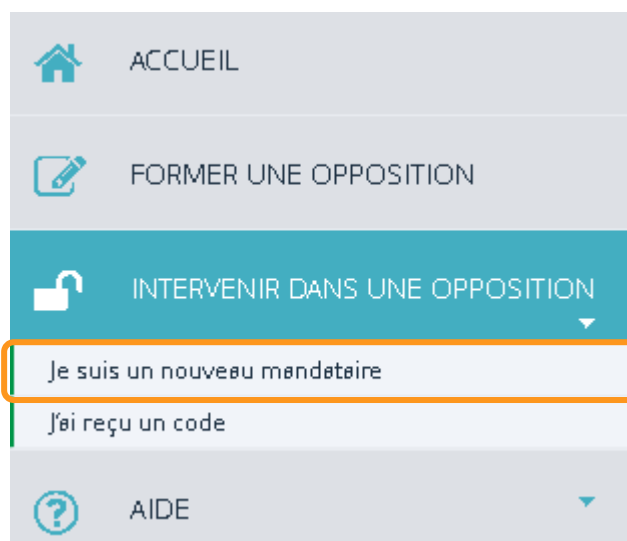 ACCUEIL
FORMER UNE OPPOSITION
INTERVENIR DANS UNE OPPOSITION
Je suis un nouveau mandataire
J'ai reçu un code
AIDE